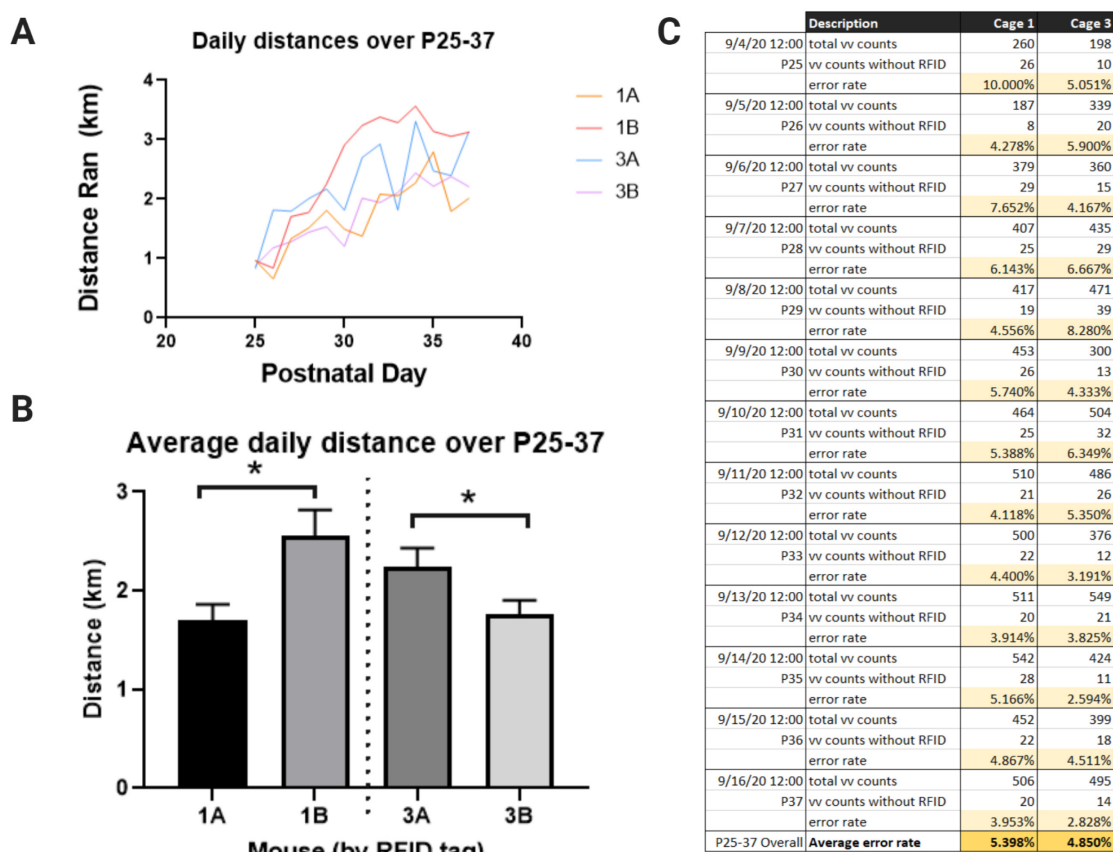 A
Daily distances over P25-37
Distance Ran (km)
4
3
2
1
0
20 25 30 35 40
Postnatal Day
1A
1B
3A
3B
B
Average daily distance over P25-37
* *
Distance (km)
3
2
1
0
1A 1B 3A 3B
Mouse (by RFID tag)
C
Description Cage 1 Cage 3
9/4/20 12:00 total vv counts 260 198
P25 vv counts without RFID 26 10
error rate 10.000% 5.051%
9/5/20 12:00 total vv counts 187 339
P26 vv counts without RFID 8 20
error rate 4.278% 5.900%
9/6/20 12:00 total vv counts 379 360
P27 vv counts without RFID 29 15
error rate 7.652% 4.167%
9/7/20 12:00 total vv counts 407 435
P28 vv counts without RFID 25 29
error rate 6.143% 6.667%
9/8/20 12:00 total vv counts 417 471
P29 vv counts without RFID 19 39
error rate 4.556% 8.280%
9/9/20 12:00 total vv counts 453 300
P30 vv counts without RFID 26 13
error rate 5.740% 4.333%
9/10/20 12:00 total vv counts 464 504
P31 vv counts without RFID 25 32
error rate 5.388% 6.349%
9/11/20 12:00 total vv counts 510 486
P32 vv counts without RFID 21 26
error rate 4.118% 5.350%
9/12/20 12:00 total vv counts 500 376
P33 vv counts without RFID 22 12
error rate 4.400% 3.191%
9/13/20 12:00 total vv counts 511 549
P34 vv counts without RFID 20 21
error rate 3.914% 3.825%
9/14/20 12:00 total vv counts 542 424
P35 vv counts without RFID 28 11
error rate 5.166% 2.594%
9/15/20 12:00 total vv counts 452 399
P36 vv counts without RFID 22 18
error rate 4.867% 4.511%
9/16/20 12:00 total vv counts 506 495
P37 vv counts without RFID 20 14
error rate 3.953% 2.828%
P25-37 Overall Average error rate 5.398% 4.850%